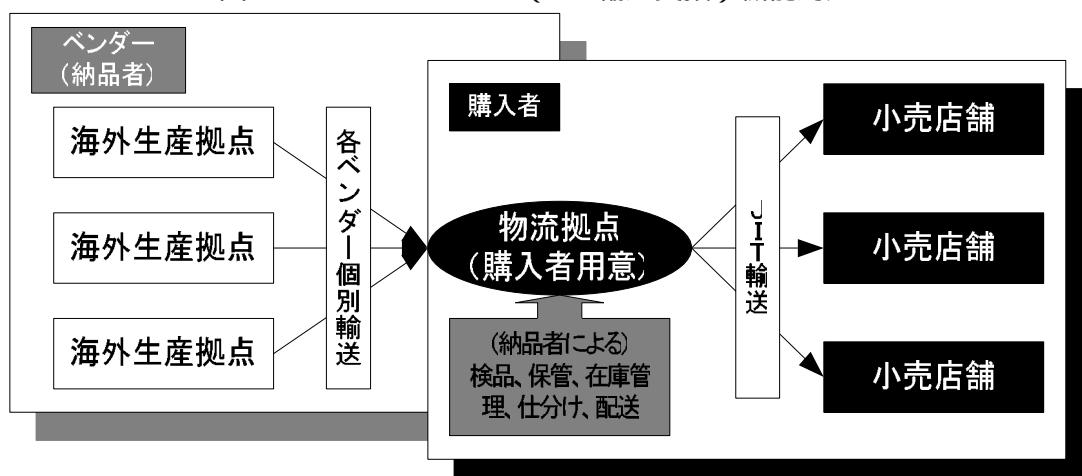 ベンダー
(納品者)
購入者
海外生産拠点
海外生産拠点
海外生産拠点
各ベンダー個別輸送
物流拠点
(購入者用意)
(納品者による)
検品、保管、在庫管
理、仕分け、配送
JIT輸送
小売店舗
小売店舗
小売店舗